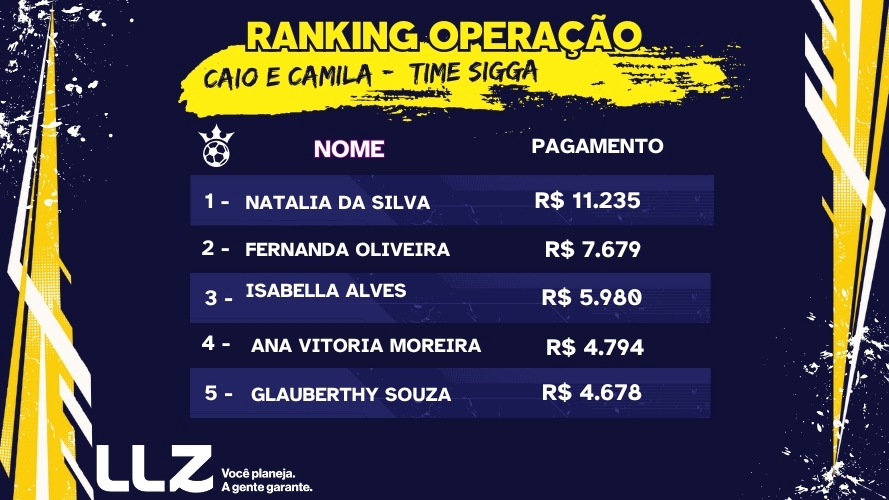 RANKING OPERAÇÃO
CAIO E CAMILA - TIME SIGGA
NOME PAGAMENTO
1 - NATALIA DA SILVA R$ 11.235
2 - FERNANDA OLIVEIRA R$ 7.679
3 - ISABELLA ALVES R$ 5.980
4 - ANA VITORIA MOREIRA R$ 4.794
5 - GLAUBERTHY SOUZA R$ 4.678
LLZ
Você planeja.
A gente garante.